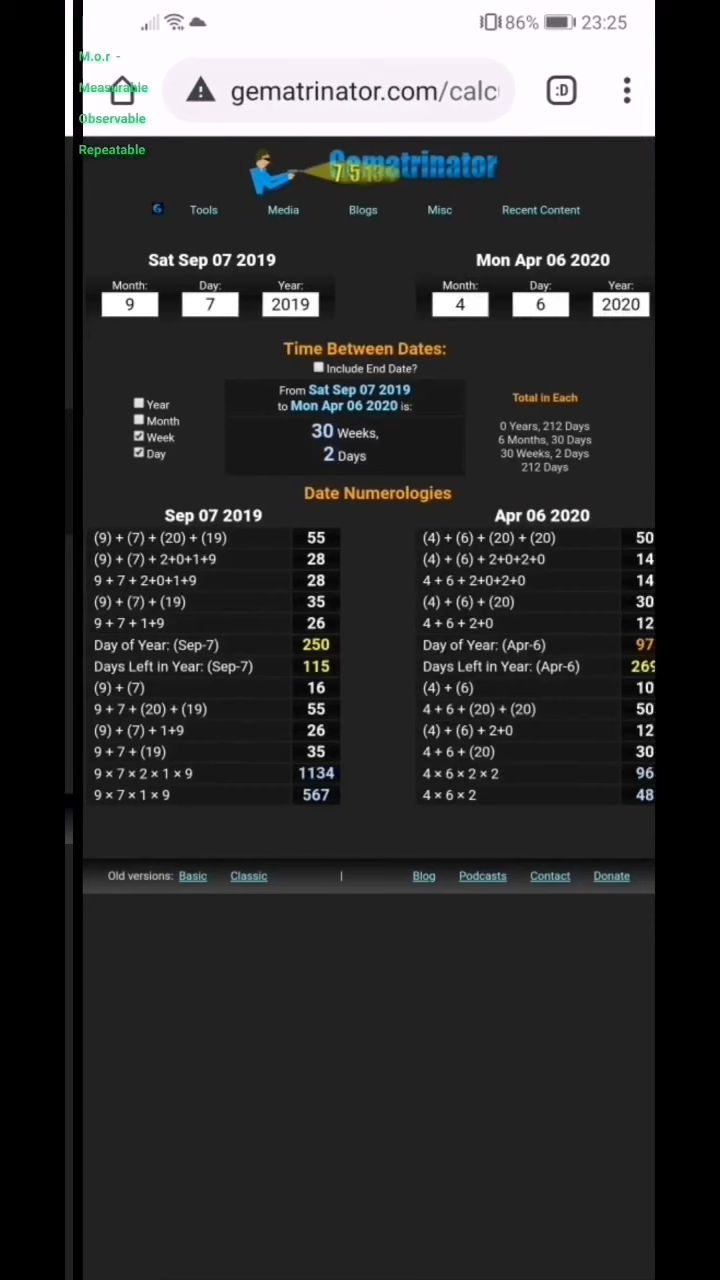 86% 23:25
M.o.r -
Measurable
Observable
Repeatable
gematrinator.com/calc
Gematrinator
Tools Media Blogs Misc Recent Content
Sat Sep 07 2019 Mon Apr 06 2020
Month: Day: Year: Month: Day: Year:
9 7 2019 4 6 2020
Time Between Dates:
Include End Date?
From Sat Sep 07 2019
to Mon Apr 06 2020 is:
30 Weeks,
2 Days
Year
Month
Week
Day
Total in Each
0 Years, 212 Days
6 Months, 30 Days
30 Weeks, 2 Days
212 Days
Date Numerologies
Sep 07 2019
(9) + (7) + (20) + (19) 55
(9) + (7) + 2+0+1+9 28
9 + 7 + 2+0+1+9 28
(9) + (7) + (19) 35
9 + 7 + 1+9 26
Day of Year: (Sep-7) 250
Days Left in Year: (Sep-7) 115
(9) + (7) 16
9 + 7 + (20) + (19) 55
(9) + (7) + 1+9 26
9 + 7 + (19) 35
9 × 7 × 2 × 1 × 9 1134
9 × 7 × 1 × 9 567
Apr 06 2020
(4) + (6) + (20) + (20) 50
(4) + (6) + 2+0+2+0 14
4 + 6 + 2+0+2+0 14
(4) + (6) + (20) 30
4 + 6 + 2+0 12
Day of Year: (Apr-6) 97
Days Left in Year: (Apr-6) 269
(4) + (6) 10
4 + 6 + (20) + (20) 50
(4) + (6) + 2+0 12
4 + 6 + (20) 30
4 × 6 × 2 × 2 96
4 × 6 × 2 48
Old versions: Basic Classic | Blog Podcasts Contact Donate